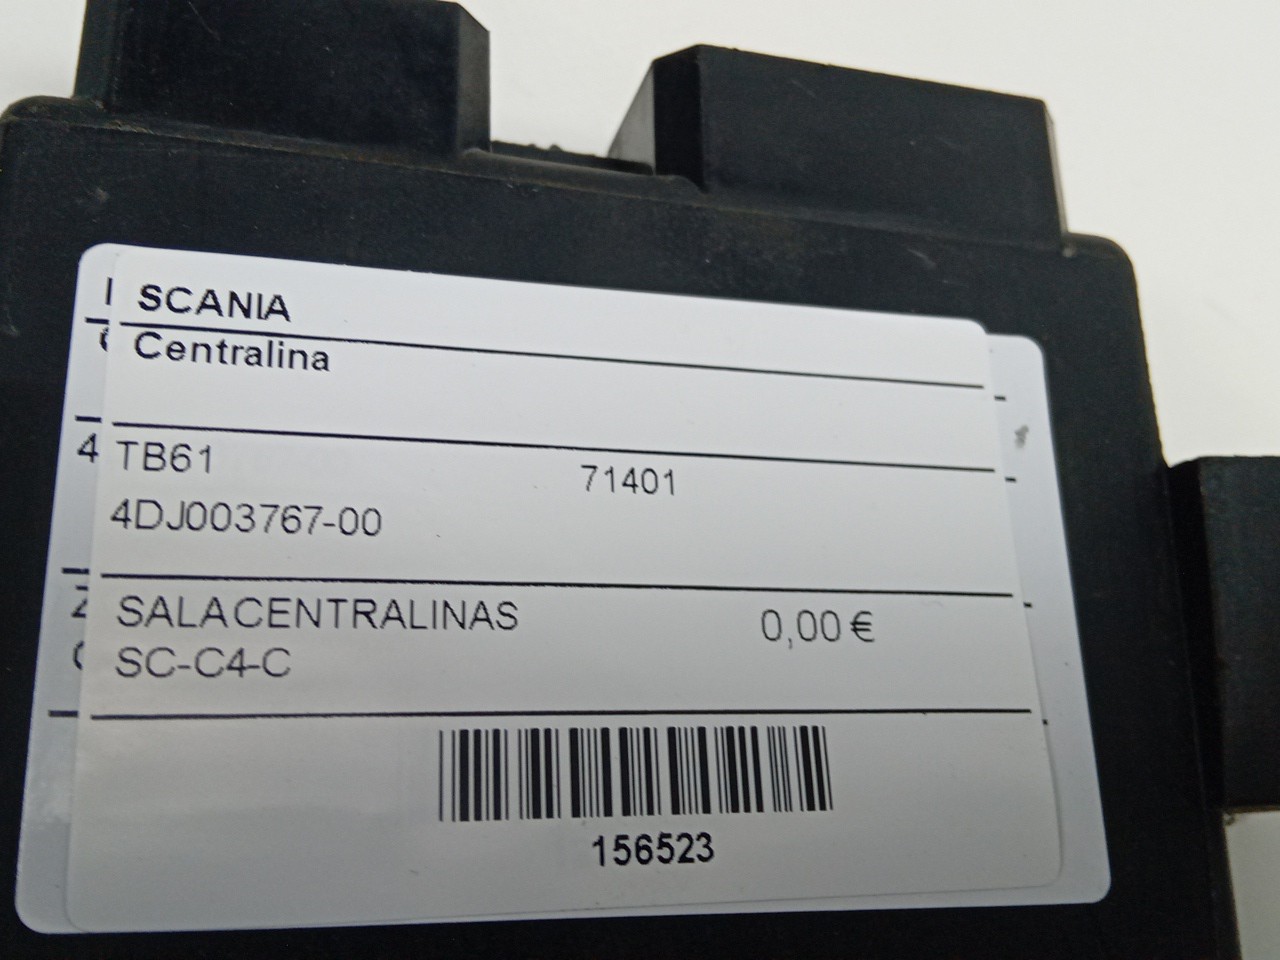 SCANIA
Centralina
TB61 71401
4DJ003767-00
SALACENTRALINAS 0,00 €
SC-C4-C
156523